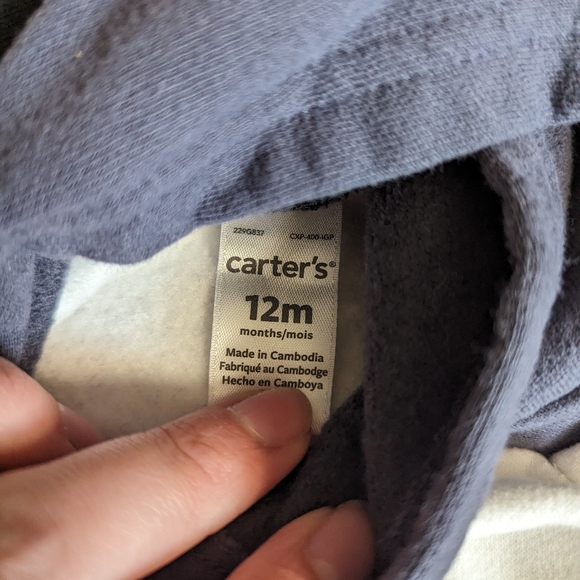 229G837 CXP-400-IGP
carter's®
12m
months/mois
Made in Cambodia
Fabriqué au Cambodge
Hecho en Camboya